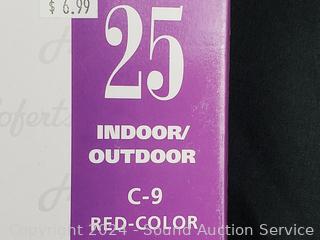 $ 6.99
25
INDOOR/
OUTDOOR
C-9
RED-COLOR
Copyright 2024 - Sound Auction Service